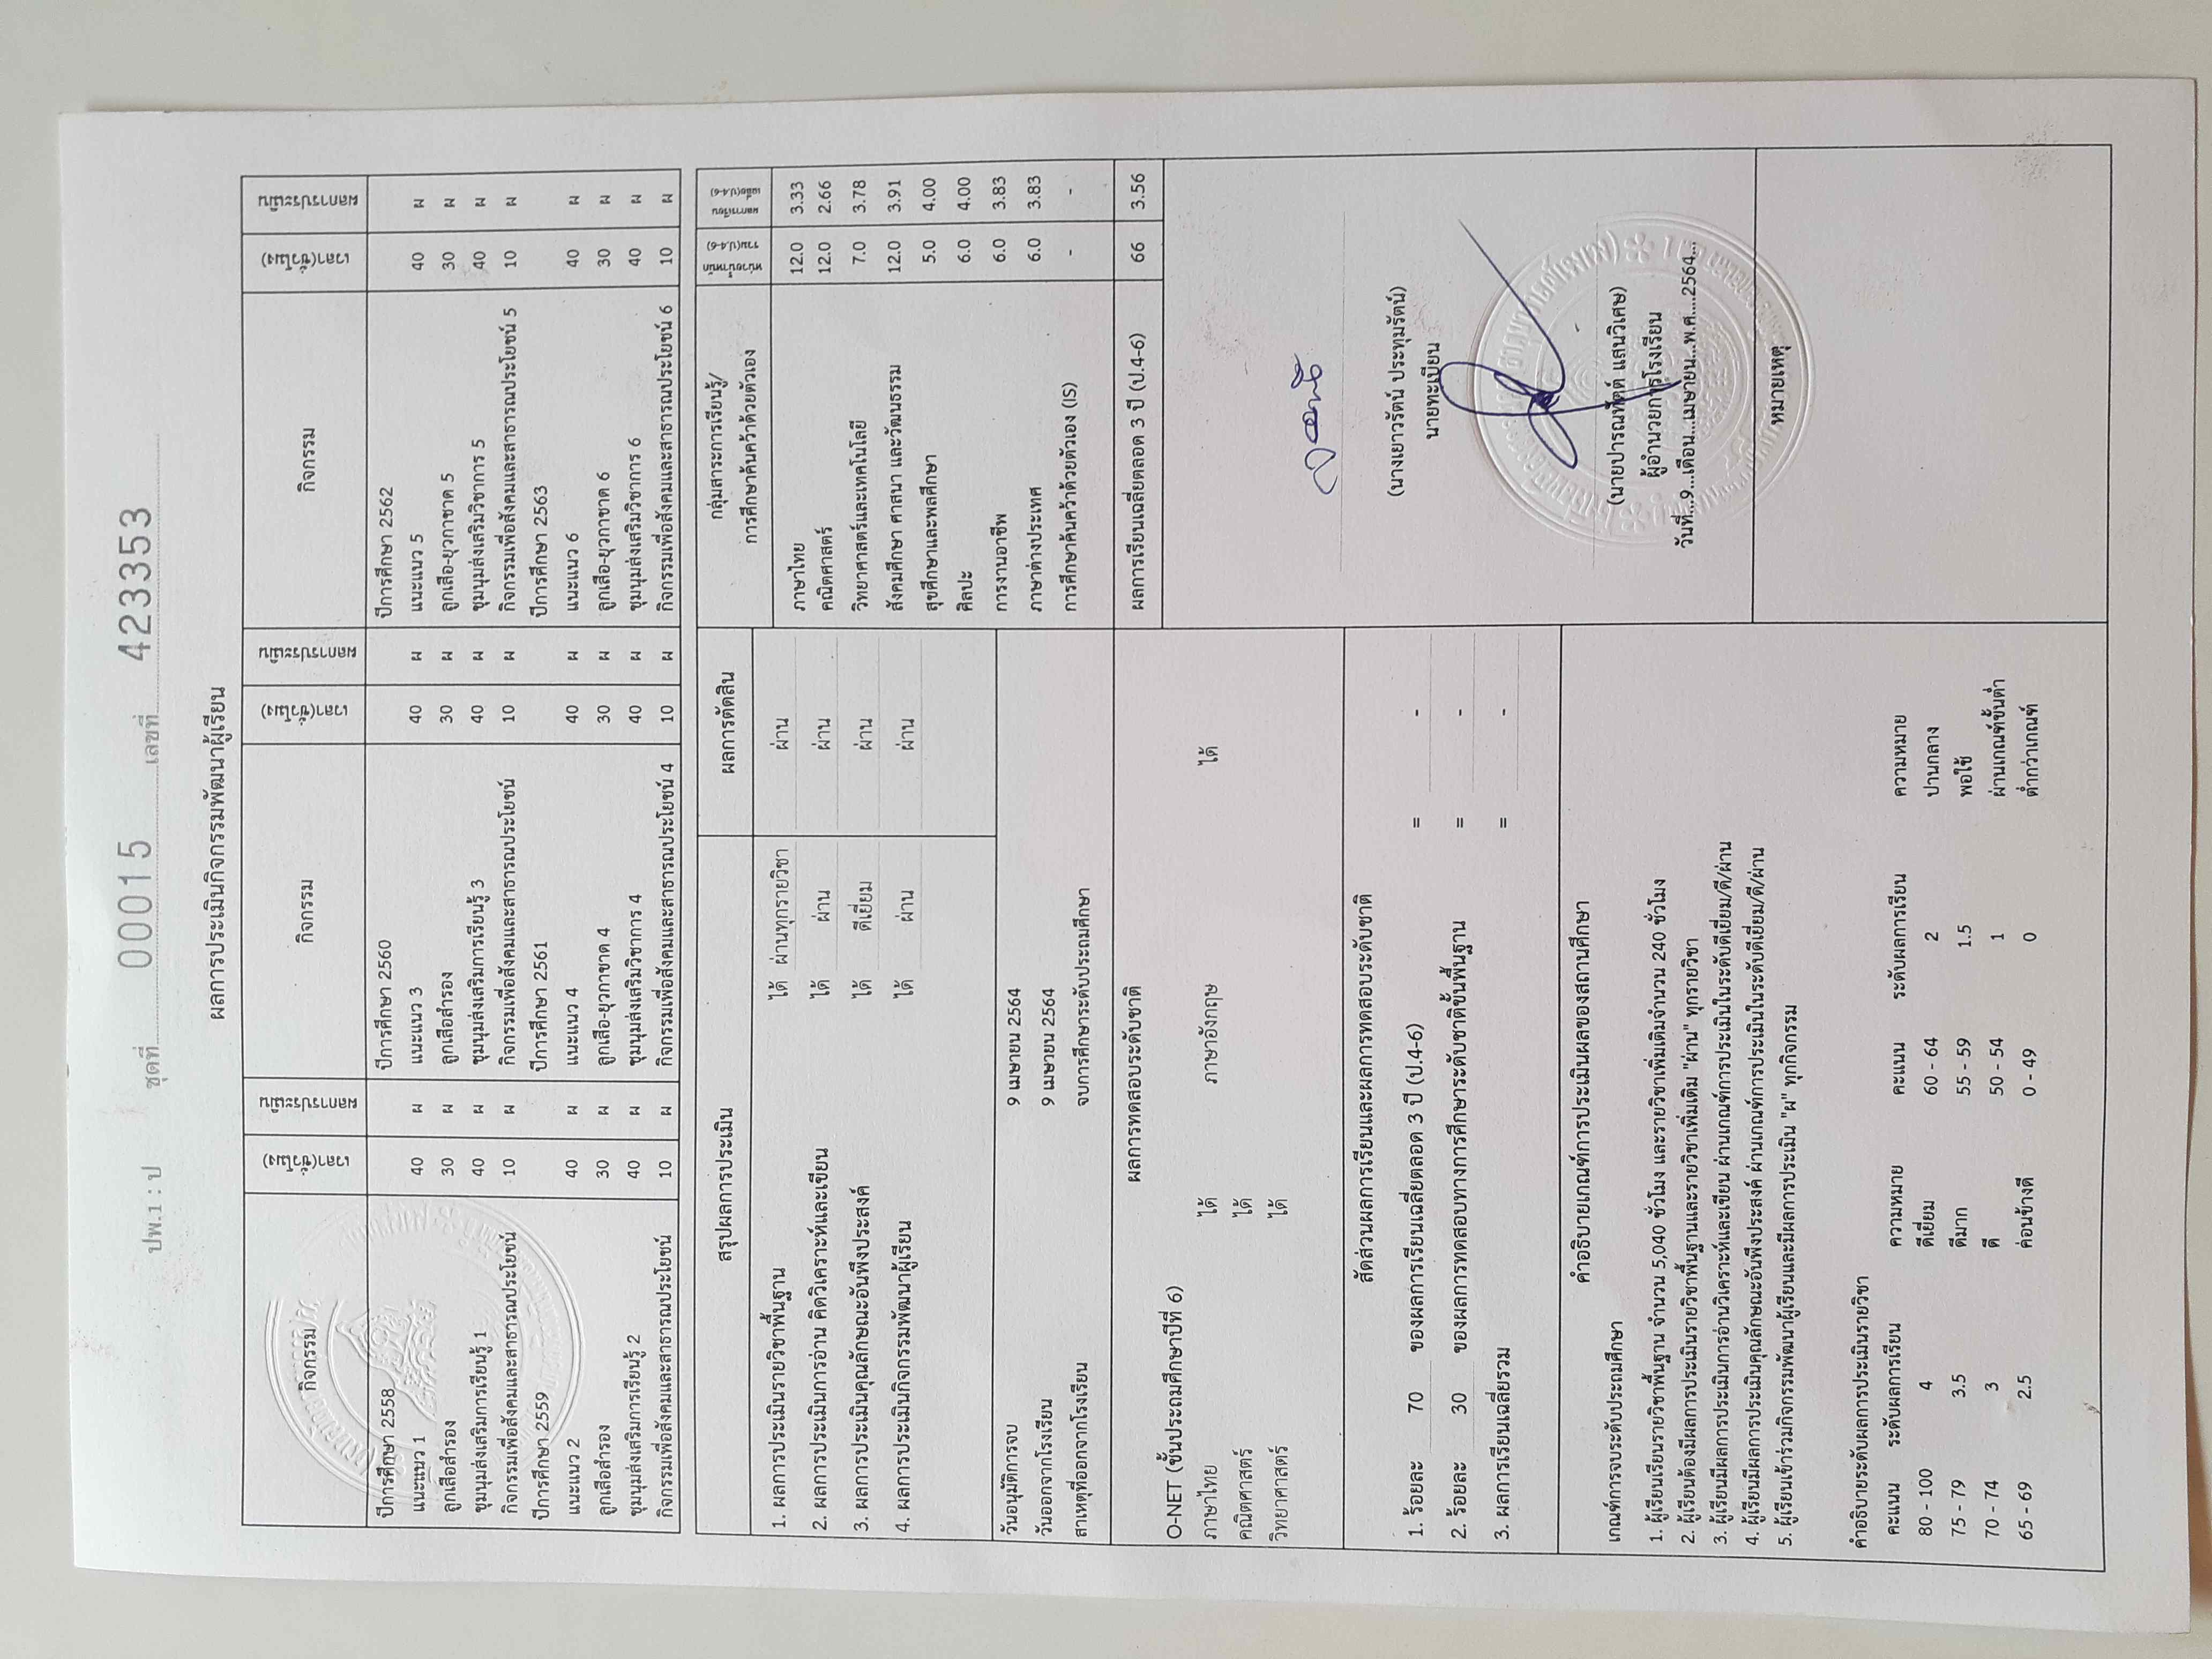 ปพ.1 : ป ชุดที่ 00015 เลขที่ 4233353
ผลการประเมินกิจกรรมพัฒนาผู้เรียน
กิจกรรม เวลา(ชั่วโมง) ผลการประเมิน กิจกรรม เวลา(ชั่วโมง) ผลการประเมิน กิจกรรม เวลา(ชั่วโมง) ผลการประเมิน
ปีการศึกษา 2558 ปีการศึกษา 2560 ปีการศึกษา 2562
แนะแนว 1 40 ผ แนะแนว 3 40 ผ แนะแนว 5 40 ผ
ลูกเสือสำรอง 30 ผ ลูกเสือสำรอง 30 ผ ลูกเสือ-ยุวกาชาด 5 30 ผ
ชุมนุมส่งเสริมการเรียนรู้ 1 40 ผ ชุมนุมส่งเสริมการเรียนรู้ 3 40 ผ ชุมนุมส่งเสริมวิชาการ 5 40 ผ
กิจกรรมเพื่อสังคมและสาธารณประโยชน์ 10 ผ กิจกรรมเพื่อสังคมและสาธารณประโยชน์ 10 ผ กิจกรรมเพื่อสังคมและสาธารณประโยชน์ 5 10 ผ
ปีการศึกษา 2559 ปีการศึกษา 2561 ปีการศึกษา 2563
แนะแนว 2 40 ผ แนะแนว 4 40 ผ แนะแนว 6 40 ผ
ลูกเสือสำรอง 30 ผ ลูกเสือ-ยุวกาชาด 4 30 ผ ลูกเสือ-ยุวกาชาด 6 30 ผ
ชุมนุมส่งเสริมการเรียนรู้ 2 40 ผ ชุมนุมส่งเสริมวิชาการ 4 40 ผ ชุมนุมส่งเสริมวิชาการ 6 40 ผ
กิจกรรมเพื่อสังคมและสาธารณประโยชน์ 10 ผ กิจกรรมเพื่อสังคมและสาธารณประโยชน์ 4 10 ผ กิจกรรมเพื่อสังคมและสาธารณประโยชน์ 6 10 ผ
สรุปผลการประเมิน ผลการตัดสิน
1. ผลการประเมินรายวิชาพื้นฐาน ได้ ผ่านทุกรายวิชา ผ่าน
2. ผลการประเมินการอ่าน คิดวิเคราะห์และเขียน ได้ ผ่าน ผ่าน
3. ผลการประเมินคุณลักษณะอันพึงประสงค์ ได้ ดีเยี่ยม ผ่าน
4. ผลการประเมินกิจกรรมพัฒนาผู้เรียน ได้ ผ่าน ผ่าน
วันอนุมัติการจบ 9 เมษายน 2564
วันออกจากโรงเรียน 9 เมษายน 2564
สาเหตุที่ออกจากโรงเรียน จบการศึกษาระดับประถมศึกษา
ผลการทดสอบระดับชาติ
O-NET (ชั้นประถมศึกษาปีที่ 6)
ภาษาไทย ได้ ภาษาอังกฤษ ได้
คณิตศาสตร์ ได้
วิทยาศาสตร์ ได้
สัดส่วนผลการเรียนและผลการทดสอบระดับชาติ
1. ร้อยละ 70 ของผลการเรียนเฉลี่ยตลอด 3 ปี (ป.4-6) = -
2. ร้อยละ 30 ของผลการทดสอบทางการศึกษาระดับชาติขั้นพื้นฐาน = -
3. ผลการเรียนเฉลี่ยรวม = -
คำอธิบายเกณฑ์การประเมินผลของสถานศึกษา
เกณฑ์การจบระดับประถมศึกษา
1. ผู้เรียนเรียนรายวิชาพื้นฐาน จำนวน 5,040 ชั่วโมง และรายวิชาเพิ่มเติมจำนวน 240 ชั่วโมง
2. ผู้เรียนต้องมีผลการประเมินรายวิชาพื้นฐานและรายวิชาเพิ่มเติม "ผ่าน" ทุกรายวิชา
3. ผู้เรียนมีผลการประเมินการอ่านวิเคราะห์และเขียน ผ่านเกณฑ์การประเมินในระดับดีเยี่ยม/ดี/ผ่าน
4. ผู้เรียนมีผลการประเมินคุณลักษณะอันพึงประสงค์ ผ่านเกณฑ์การประเมินในระดับดีเยี่ยม/ดี/ผ่าน
5. ผู้เรียนเข้าร่วมกิจกรรมพัฒนาผู้เรียนและมีผลการประเมิน "ผ" ทุกกิจกรรม
คำอธิบายระดับผลการประเมินรายวิชา
คะแนน ระดับผลการเรียน ความหมาย คะแนน ระดับผลการเรียน ความหมาย
80 - 100 4 ดีเยี่ยม 60 - 64 2 ปานกลาง
75 - 79 3.5 ดีมาก 55 - 59 1.5 พอใช้
70 - 74 3 ดี 50 - 54 1 ผ่านเกณฑ์ขั้นต่ำ
65 - 69 2.5 ค่อนข้างดี 0 - 49 0 ต่ำกว่าเกณฑ์
กลุ่มสาระการเรียนรู้/ หน่วยน้ำหนัก ผลการเรียน
การศึกษาค้นคว้าด้วยตัวเอง รวม(ป.4-6) เฉลี่ย(ป.4-6)
ภาษาไทย 12.0 3.33
คณิตศาสตร์ 12.0 2.66
วิทยาศาสตร์และเทคโนโลยี 7.0 3.78
สังคมศึกษา ศาสนา และวัฒนธรรม 12.0 3.91
สุขศึกษาและพลศึกษา 5.0 4.00
ศิลปะ 6.0 4.00
การงานอาชีพ 6.0 3.83
ภาษาต่างประเทศ 6.0 3.83
การศึกษาค้นคว้าด้วยตัวเอง (IS) - -
ผลการเรียนเฉลี่ยตลอด 3 ปี (ป.4-6) 66 3.56
(นางเยาวรัตน์ ประทุมรัตน์)
นายทะเบียน
(นายปารณทัตต์ แสนวิเศษ)
ผู้อำนวยการโรงเรียน
วันที่....9....เดือน....เมษายน....พ.ศ.....2564...
หมายเหตุ